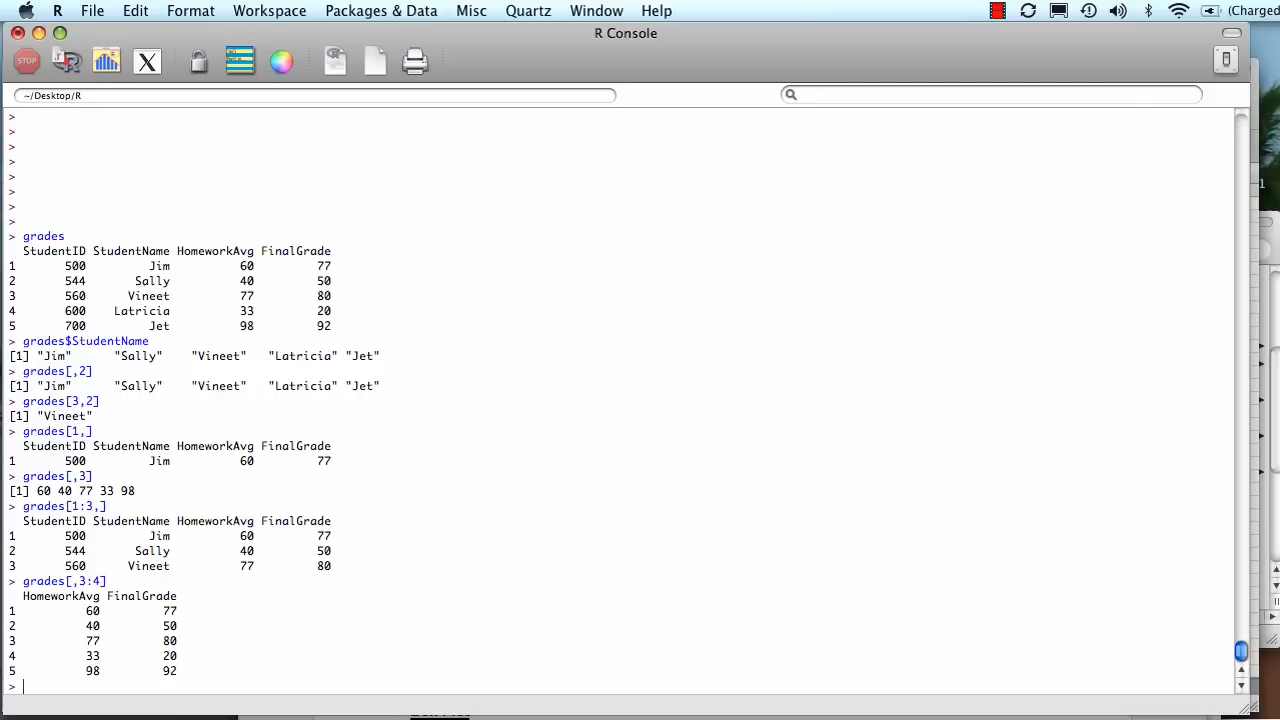 R File Edit Format Workspace Packages & Data Misc Quartz Window Help (Charged
R Console
STOP R X R
~/Desktop/R
>
>
>
>
>
>
>
>
> grades
  StudentID StudentName HomeworkAvg FinalGrade
1       500         Jim          60         77
2       544       Sally          40         50
3       560      Vineet          77         80
4       600    Latricia          33         20
5       700         Jet          98         92
> grades$StudentName
[1] "Jim"      "Sally"    "Vineet"   "Latricia" "Jet"
> grades[,2]
[1] "Jim"      "Sally"    "Vineet"   "Latricia" "Jet"
> grades[3,2]
[1] "Vineet"
> grades[1,]
  StudentID StudentName HomeworkAvg FinalGrade
1       500         Jim          60         77
> grades[,3]
[1] 60 40 77 33 98
> grades[1:3,]
  StudentID StudentName HomeworkAvg FinalGrade
1       500         Jim          60         77
2       544       Sally          40         50
3       560      Vineet          77         80
> grades[,3:4]
  HomeworkAvg FinalGrade
1          60         77
2          40         50
3          77         80
4          33         20
5          98         92
>
1